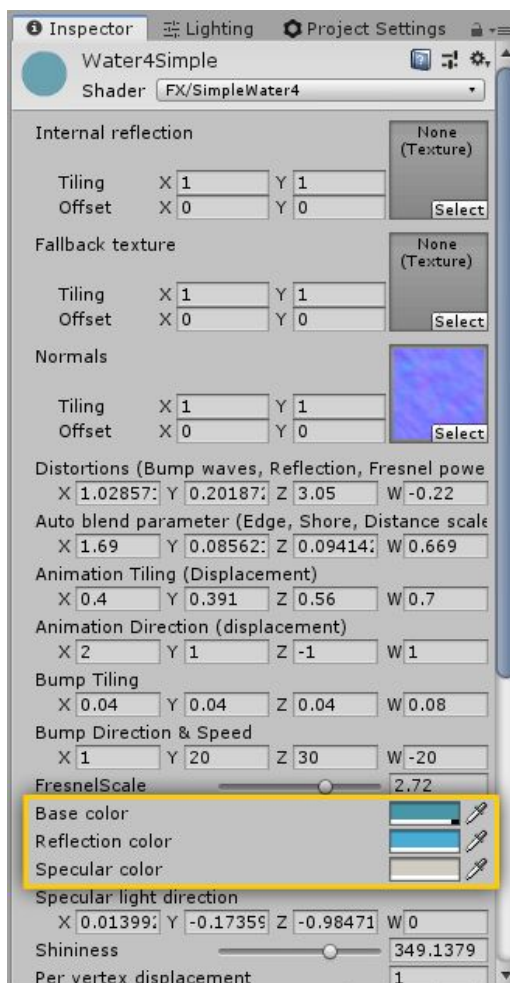 Inspector Lighting Project Settings
Water4Simple
Shader FX/SimpleWater4
Internal reflection None
(Texture)
Tiling X 1 Y 1
Offset X 0 Y 0 Select
Fallback texture None
(Texture)
Tiling X 1 Y 1
Offset X 0 Y 0 Select
Normals
Tiling X 1 Y 1
Offset X 0 Y 0 Select
Distortions (Bump waves, Reflection, Fresnel powe
X 1.02857: Y 0.20187: Z 3.05 W -0.22
Auto blend parameter (Edge, Shore, Distance scale
X 1.69 Y 0.08562: Z 0.09414: W 0.669
Animation Tiling (Displacement)
X 0.4 Y 0.391 Z 0.56 W 0.7
Animation Direction (displacement)
X 2 Y 1 Z -1 W 1
Bump Tiling
X 0.04 Y 0.04 Z 0.04 W 0.08
Bump Direction & Speed
X 1 Y 20 Z 30 W -20
FresnelScale 2.72
Base color
Reflection color
Specular color
Specular light direction
X 0.01399: Y -0.17359 Z -0.98471 W 0
Shininess 349.1379
Per vertex displacement 1